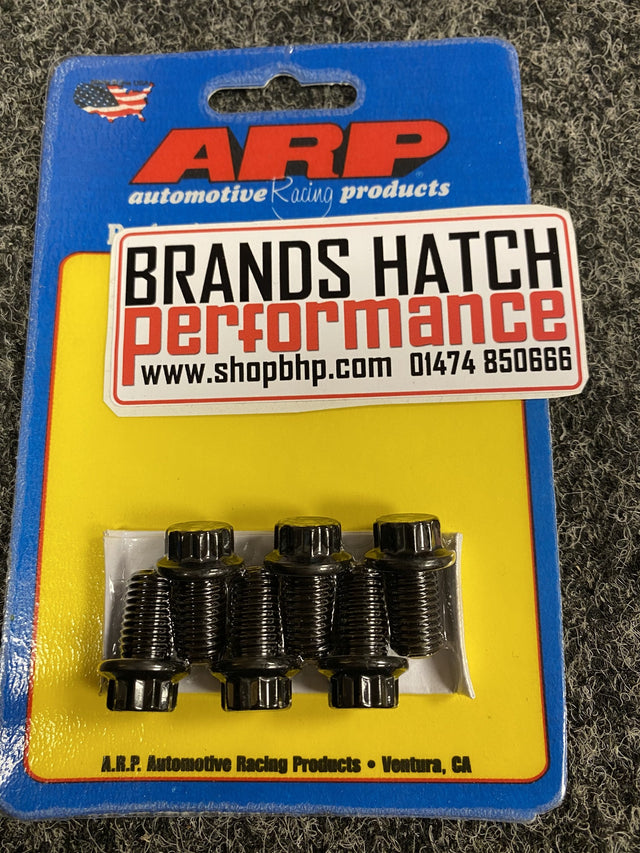 ARP
automotive Racing products
BRANDS HATCH
performance
www.shopbhp.com 01474 850666
A.R.P. Automotive Racing Products • Ventura, CA